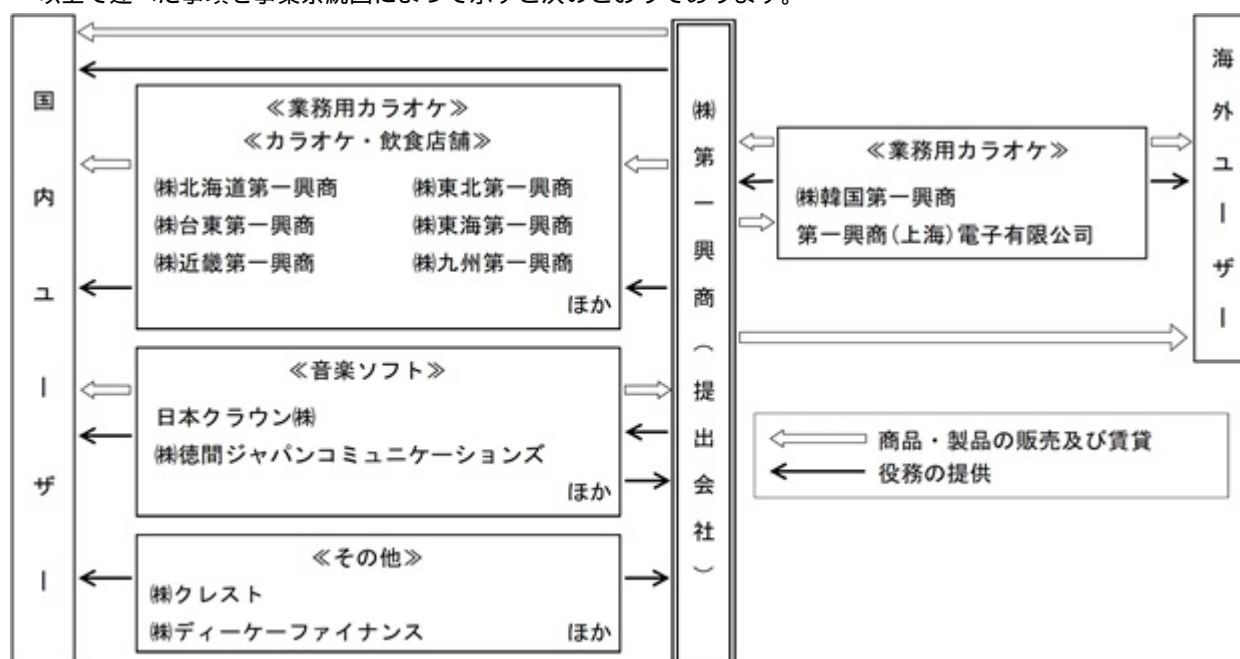 以上で述べた事項を事業系統図によって示すと次のとおりであります。
国内ユーザー
≪業務用カラオケ≫
≪カラオケ・飲食店舗≫
㈱北海道第一興商 ㈱東北第一興商
㈱台東第一興商 ㈱東海第一興商
㈱近畿第一興商 ㈱九州第一興商
ほか
≪音楽ソフト≫
日本クラウン㈱
㈱徳間ジャパンコミュニケーションズ
ほか
≪その他≫
㈱クレスト
㈱ディーケーファイナンス ほか
㈱第一興商(提出会社)
≪業務用カラオケ≫
㈱韓国第一興商
第一興商(上海)電子有限公司
海外ユーザー
商品・製品の販売及び賃貸
役務の提供